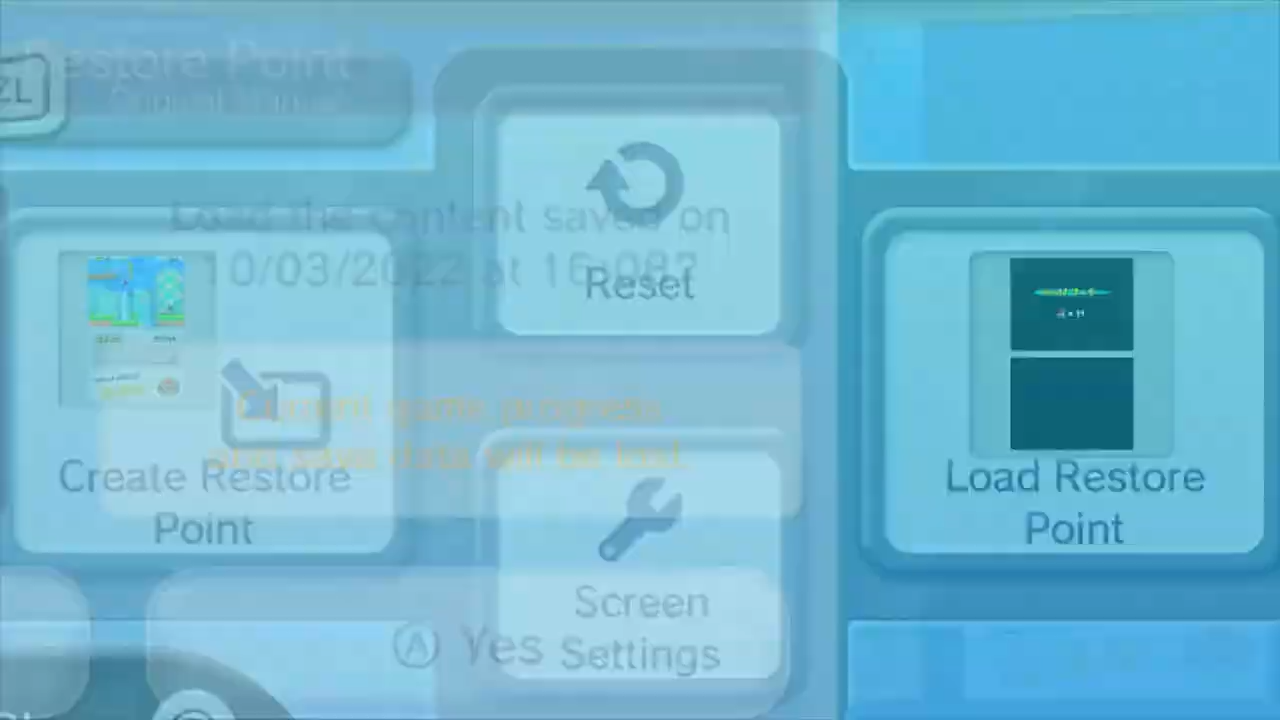 Restore Point
ZL
Load the content saved on
10/03/2022 at 16:08?
Reset
Current game progress
and save data will be lost.
Create Restore
Point
Load Restore
Point
Screen
Settings
A Yes